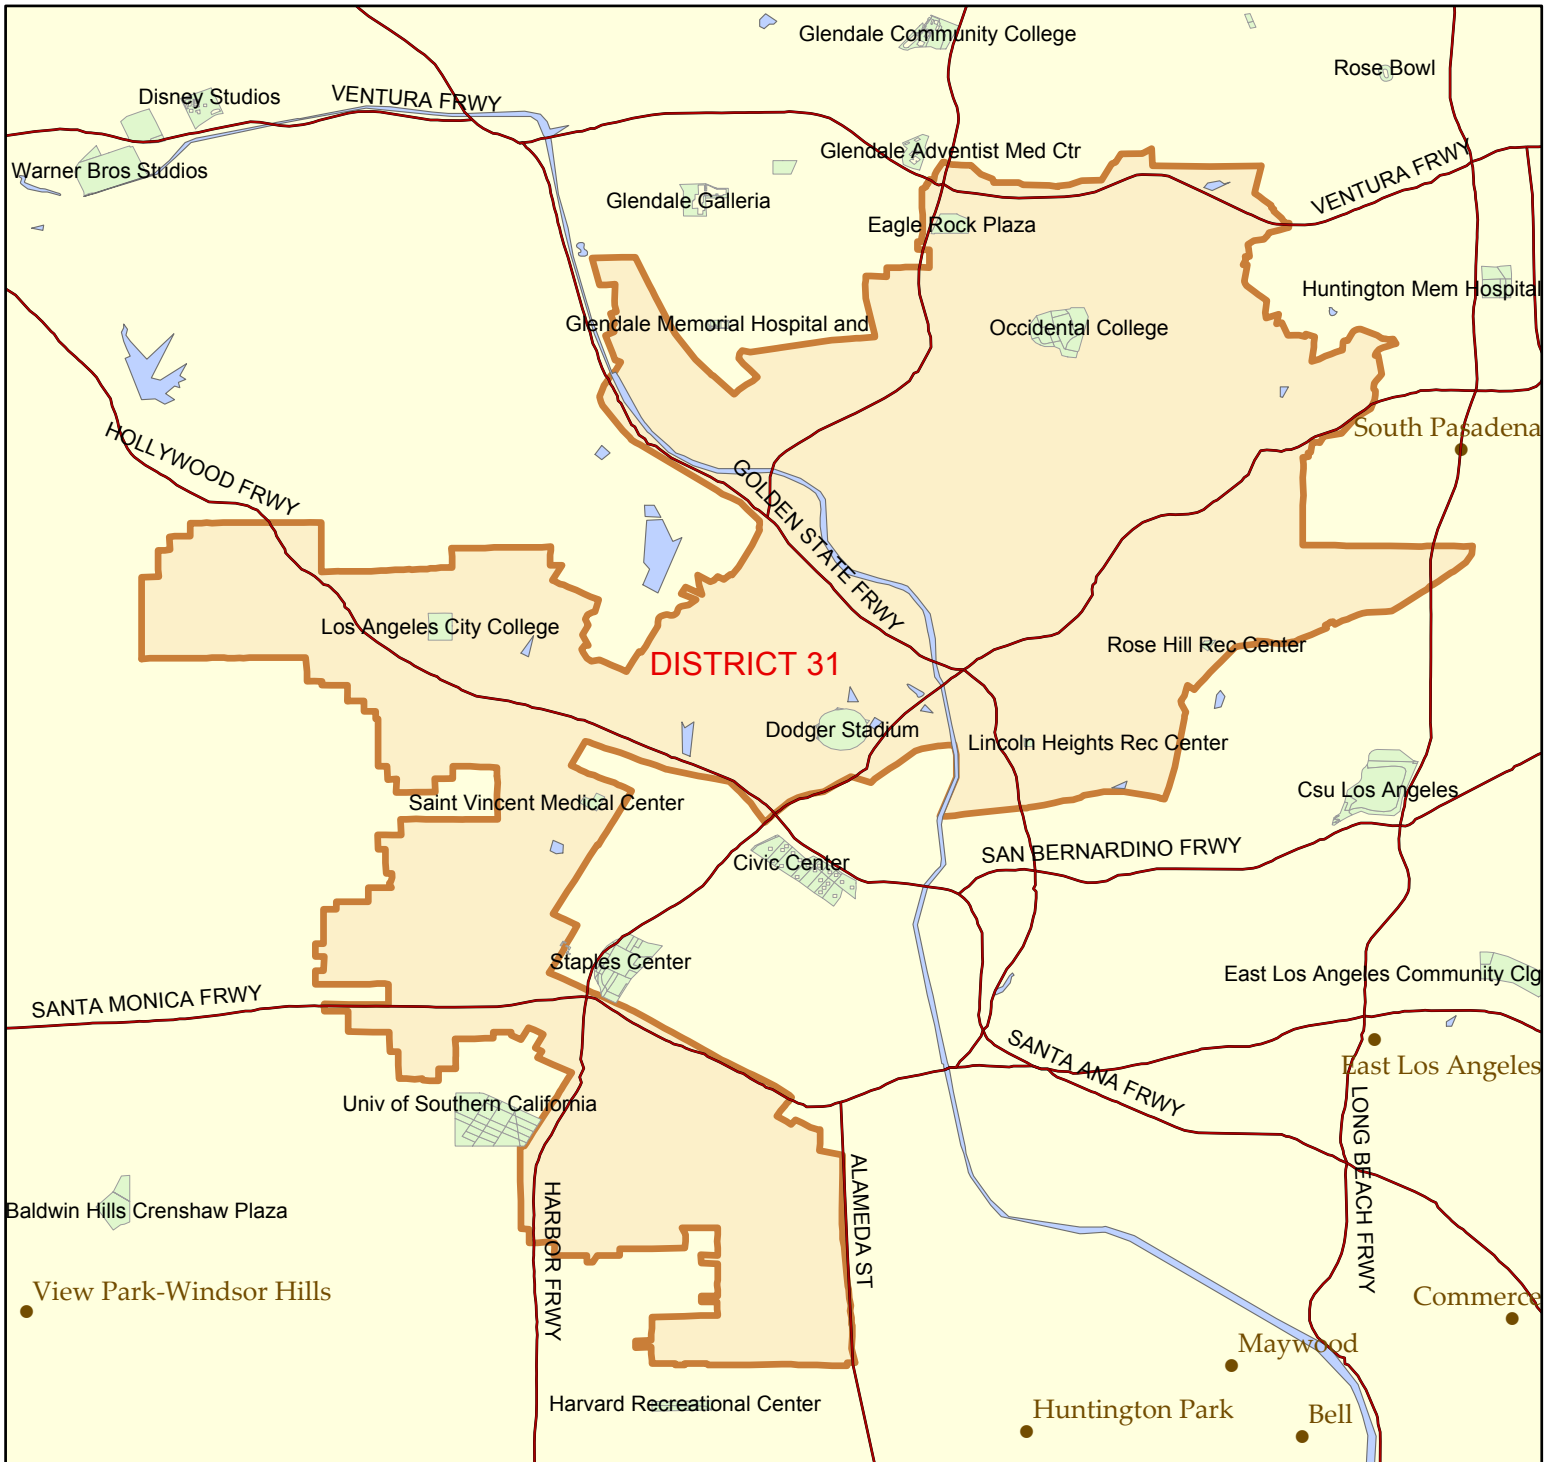 Glendale Community College
Rose Bowl
Disney Studios
VENTURA FRWY
Glendale Adventist Med Ctr
Warner Bros Studios
VENTURA FRWY
Glendale Galleria
Eagle Rock Plaza
Huntington Mem Hospital
Glendale Memorial Hospital and
Occidental College
South Pasadena
HOLLYWOOD FRWY
GOLDEN STATE FRWY
Los Angeles City College
Rose Hill Rec Center
DISTRICT 31
Dodger Stadium
Lincoln Heights Rec Center
Csu Los Angeles
Saint Vincent Medical Center
SAN BERNARDINO FRWY
Civic Center
Staples Center
East Los Angeles Community Clg
SANTA MONICA FRWY
SANTA ANA FRWY
East Los Angeles
Univ of Southern California
LONG BEACH FRWY
ALAMEDA ST
HARBOR FRWY
Baldwin Hills Crenshaw Plaza
View Park-Windsor Hills
Commerce
Maywood
Harvard Recreational Center
Huntington Park
Bell